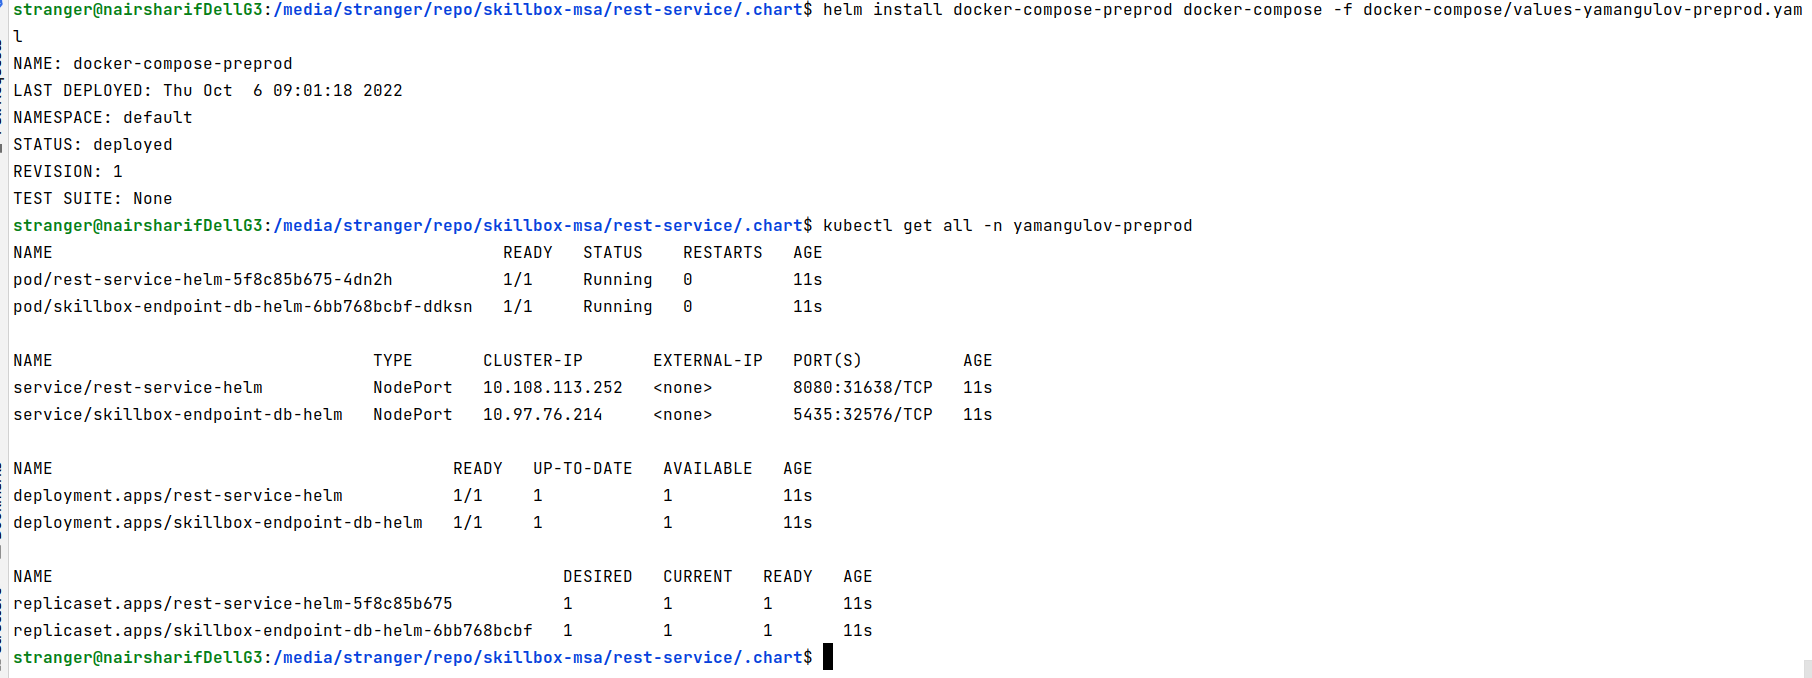 stranger@nairsharifDellG3:/media/stranger/repo/skillbox-msa/rest-service/.chart$ helm install docker-compose-preprod docker-compose -f docker-compose/values-yamangulov-preprod.yam
l
NAME: docker-compose-preprod
LAST DEPLOYED: Thu Oct  6 09:01:18 2022
NAMESPACE: default
STATUS: deployed
REVISION: 1
TEST SUITE: None
stranger@nairsharifDellG3:/media/stranger/repo/skillbox-msa/rest-service/.chart$ kubectl get all -n yamangulov-preprod
NAME                                             READY   STATUS    RESTARTS   AGE
pod/rest-service-helm-5f8c85b675-4dn2h           1/1     Running   0          11s
pod/skillbox-endpoint-db-helm-6bb768bcbf-ddksn   1/1     Running   0          11s

NAME                                TYPE       CLUSTER-IP       EXTERNAL-IP   PORT(S)          AGE
service/rest-service-helm           NodePort   10.108.113.252   <none>        8080:31638/TCP   11s
service/skillbox-endpoint-db-helm   NodePort   10.97.76.214     <none>        5435:32576/TCP   11s

NAME                                        READY   UP-TO-DATE   AVAILABLE   AGE
deployment.apps/rest-service-helm           1/1     1            1           11s
deployment.apps/skillbox-endpoint-db-helm   1/1     1            1           11s

NAME                                                   DESIRED   CURRENT   READY   AGE
replicaset.apps/rest-service-helm-5f8c85b675           1         1         1       11s
replicaset.apps/skillbox-endpoint-db-helm-6bb768bcbf   1         1         1       11s
stranger@nairsharifDellG3:/media/stranger/repo/skillbox-msa/rest-service/.chart$